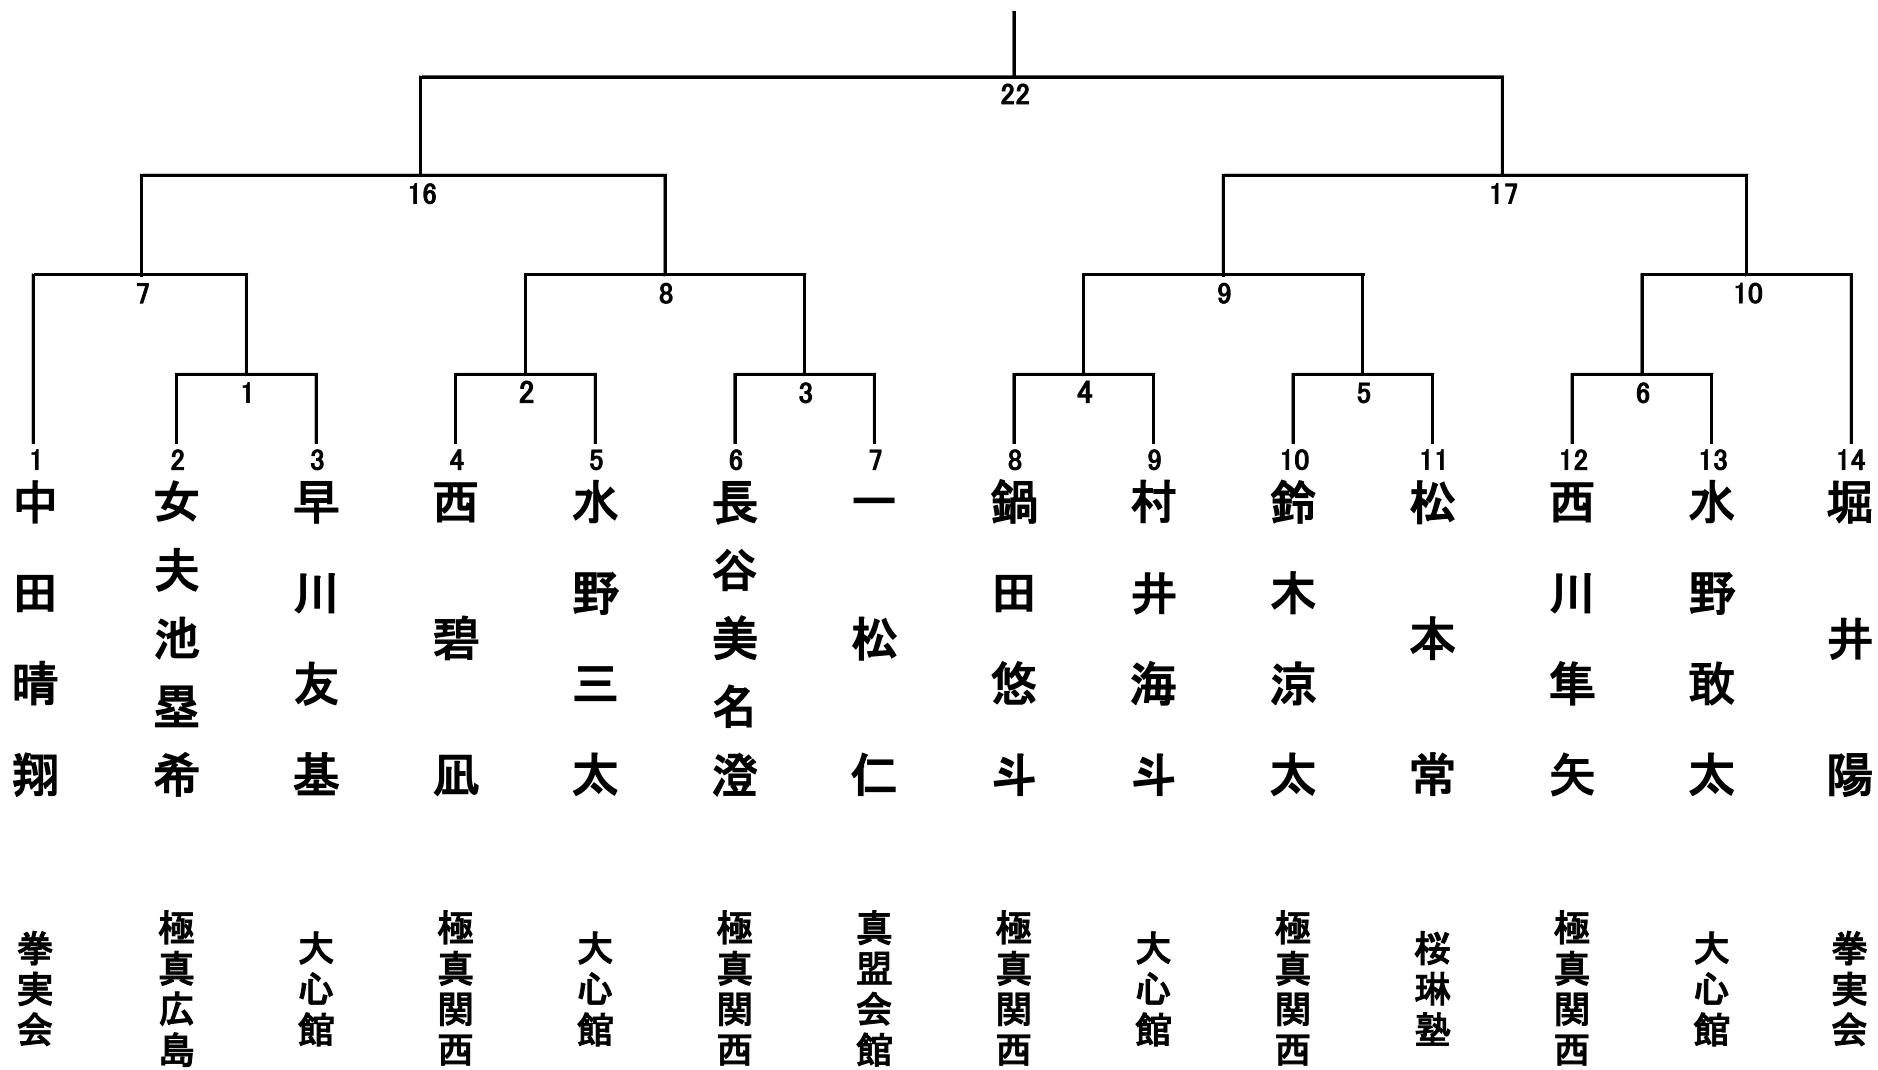 22
16
17
7
8
9
10
1
2
3
4
5
6
1
2
3
4
5
6
7
8
9
10
11
12
13
14
中田晴翔
女夫池塁希
早川友基
西碧凪
水野三太
長谷美名澄
一松仁
鍋田悠斗
村井海斗
鈴木涼太
松本常
西川隼矢
水野敢太
堀井陽
拳実会
極真広島
大心館
極真関西
大心館
極真関西
真盟会館
極真関西
大心館
極真関西
桜琳塾
極真関西
大心館
拳実会